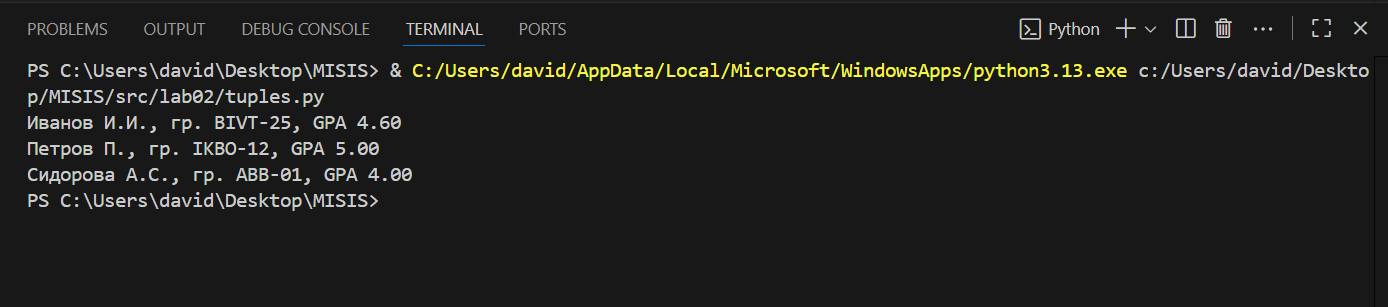 PROBLEMS OUTPUT DEBUG CONSOLE TERMINAL PORTS Python
PS C:\Users\david\Desktop\MISIS> & C:/Users/david/AppData/Local/Microsoft/WindowsApps/python3.13.exe c:/Users/david/Deskto
p/MISIS/src/lab02/tuples.py
Иванов И.И., гр. BIVT-25, GPA 4.60
Петров П., гр. IKBO-12, GPA 5.00
Сидорова А.С., гр. ABB-01, GPA 4.00
PS C:\Users\david\Desktop\MISIS>